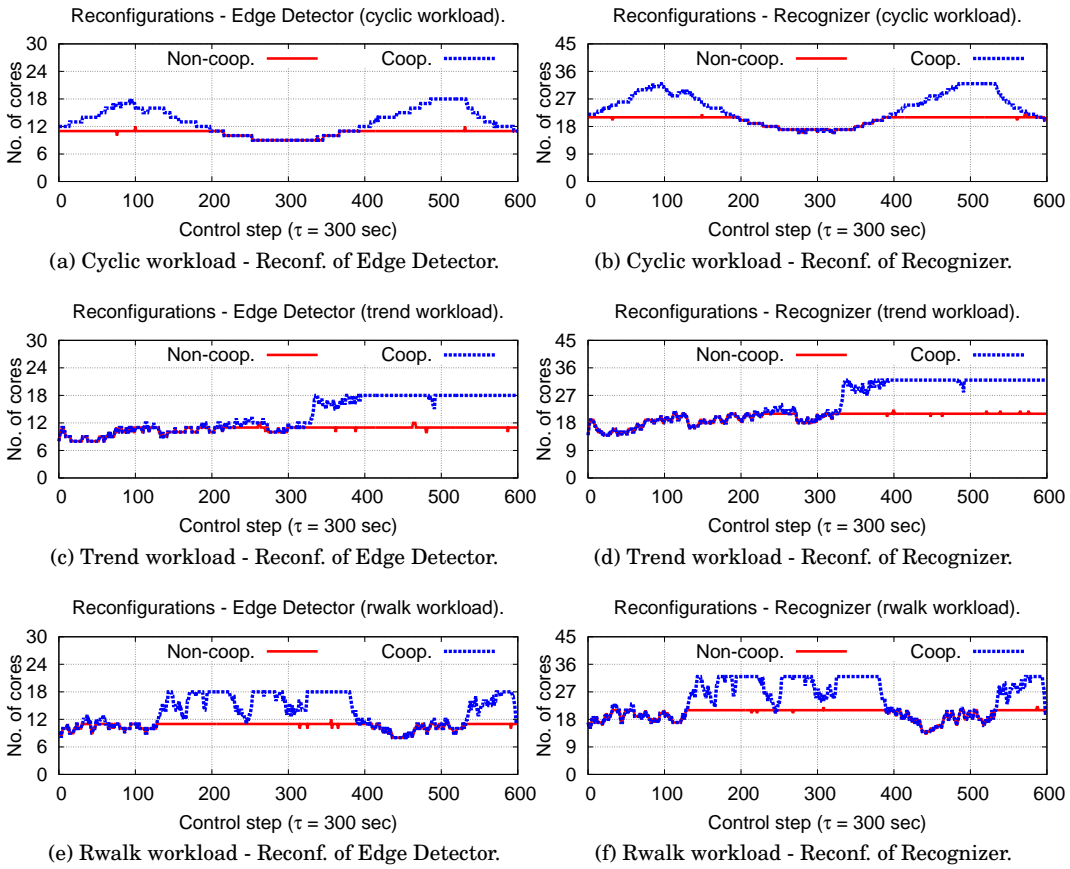 Reconfigurations - Edge Detector (cyclic workload).
No. of cores
30
24
18
12
6
0
Non-coop.
Coop.
0 100 200 300 400 500 600
Control step (τ = 300 sec)
(a) Cyclic workload - Reconf. of Edge Detector.
Reconfigurations - Recognizer (cyclic workload).
No. of cores
45
36
27
18
9
0
Non-coop.
Coop.
0 100 200 300 400 500 600
Control step (τ = 300 sec)
(b) Cyclic workload - Reconf. of Recognizer.
Reconfigurations - Edge Detector (trend workload).
No. of cores
30
24
18
12
6
0
Non-coop.
Coop.
0 100 200 300 400 500 600
Control step (τ = 300 sec)
(c) Trend workload - Reconf. of Edge Detector.
Reconfigurations - Recognizer (trend workload).
No. of cores
45
36
27
18
9
0
Non-coop.
Coop.
0 100 200 300 400 500 600
Control step (τ = 300 sec)
(d) Trend workload - Reconf. of Recognizer.
Reconfigurations - Edge Detector (rwalk workload).
No. of cores
30
24
18
12
6
0
Non-coop.
Coop.
0 100 200 300 400 500 600
Control step (τ = 300 sec)
(e) Rwalk workload - Reconf. of Edge Detector.
Reconfigurations - Recognizer (rwalk workload).
No. of cores
45
36
27
18
9
0
Non-coop.
Coop.
0 100 200 300 400 500 600
Control step (τ = 300 sec)
(f) Rwalk workload - Reconf. of Recognizer.